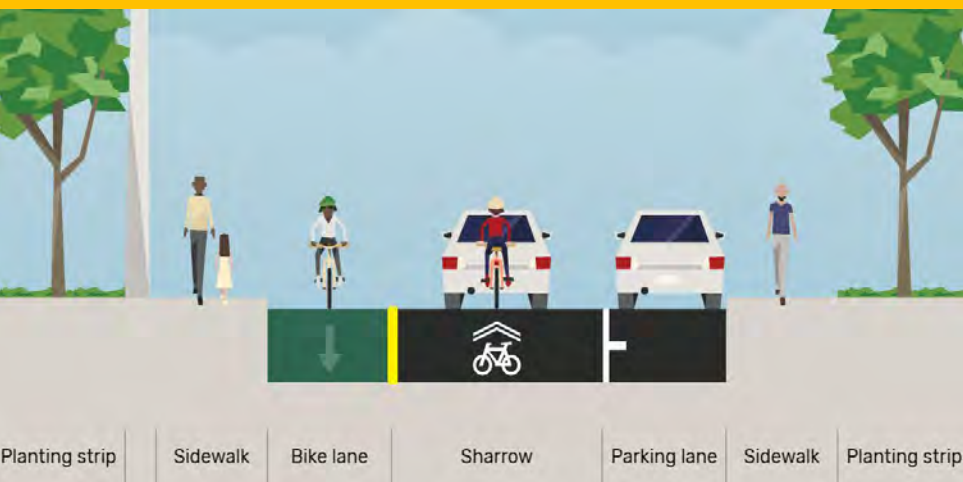 Planting strip
Sidewalk
Bike lane
Sharrow
Parking lane
Sidewalk
Planting strip